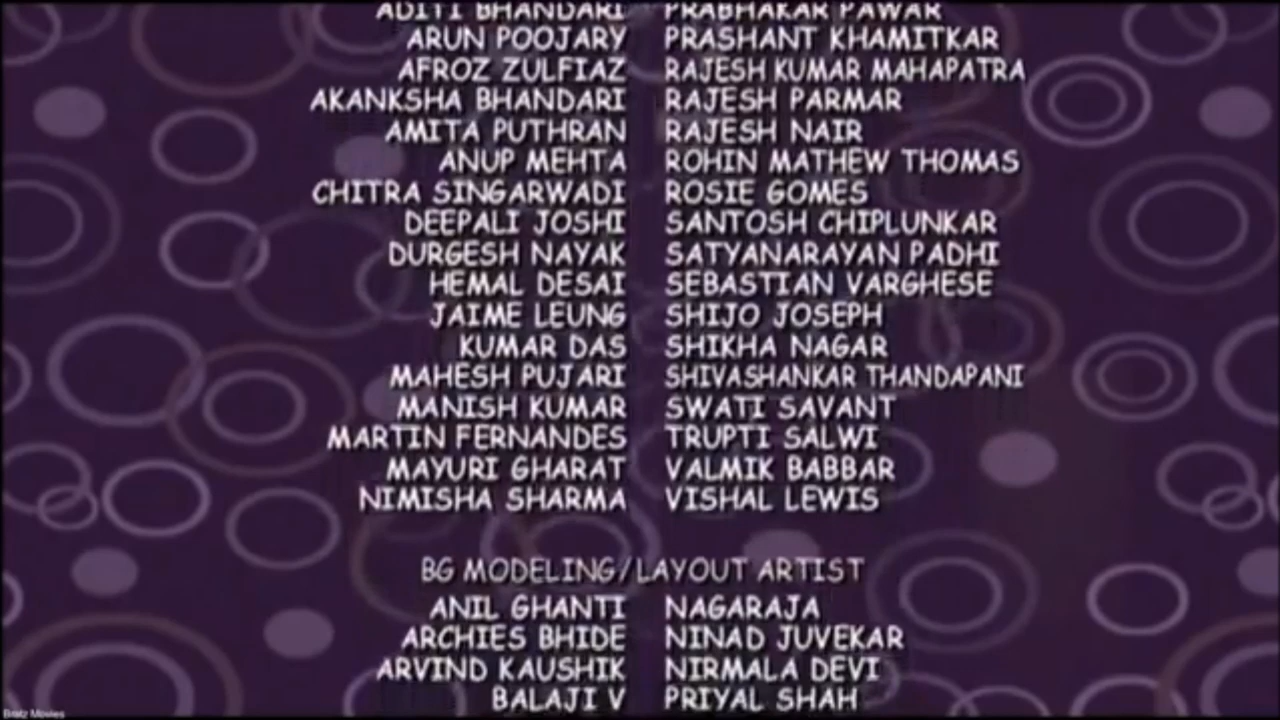 ADITI BHANDARI PRABHAKAR PAWAR
ARUN POOJARY PRASHANT KHAMITKAR
AFROZ ZULFIAZ RAJESH KUMAR MAHAPATRA
AKANKSHA BHANDARI RAJESH PARMAR
AMITA PUTHRAN RAJESH NAIR
ANUP MEHTA ROHIN MATHEW THOMAS
CHITRA SINGARWADI ROSIE GOMES
DEEPALI JOSHI SANTOSH CHIPLUNKAR
DURGESH NAYAK SATYANARAYAN PADHI
HEMAL DESAI SEBASTIAN VARGHESE
JAIME LEUNG SHIJO JOSEPH
KUMAR DAS SHIKHA NAGAR
MAHESH PUJARI SHIVASHANKAR THANDAPANI
MANISH KUMAR SWATI SAVANT
MARTIN FERNANDES TRUPTI SALWI
MAYURI GHARAT VALMIK BABBAR
NIMISHA SHARMA VISHAL LEWIS
BG MODELING/LAYOUT ARTIST
ANIL GHANTI NAGARAJA
ARCHIES BHIDE NINAD JUVEKAR
ARVIND KAUSHIK NIRMALA DEVI
BALAJI V PRIYAL SHAH
Bratz Movies